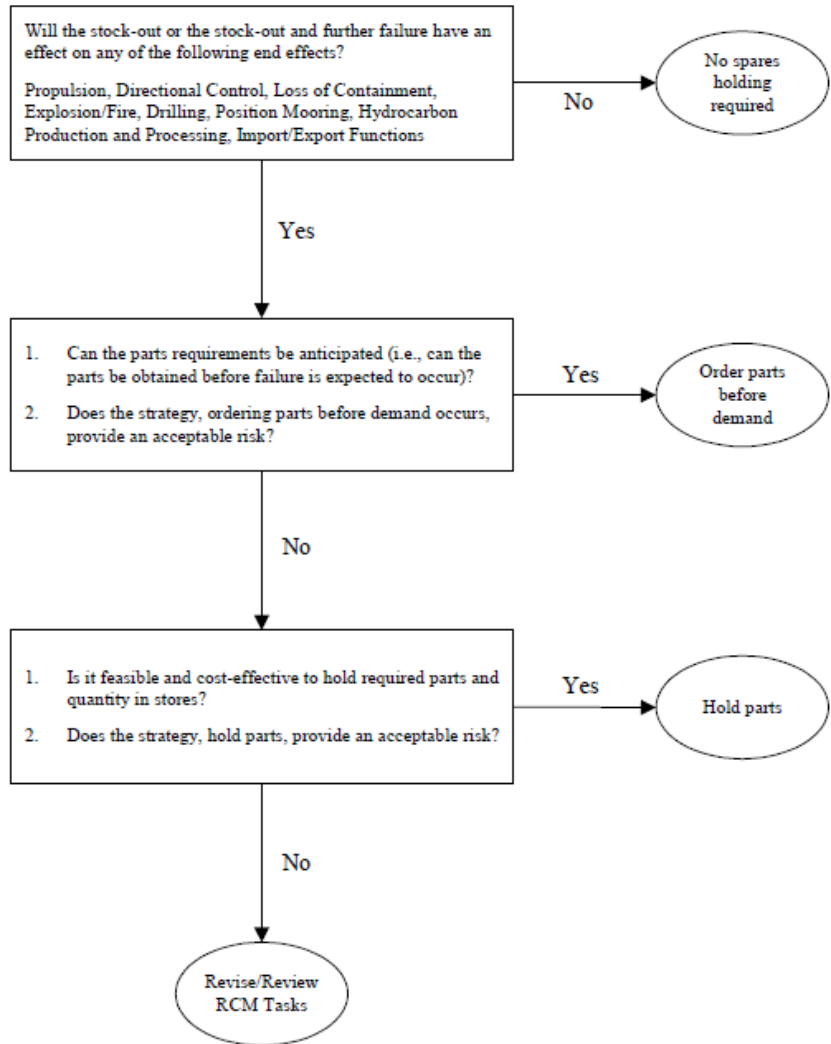 Will the stock-out or the stock-out and further failure have an
effect on any of the following end effects?
Propulsion, Directional Control, Loss of Containment,
Explosion/Fire, Drilling, Position Mooring, Hydrocarbon
Production and Processing, Import/Export Functions
No
No spares
holding
required
Yes
1. Can the parts requirements be anticipated (i.e., can the
parts be obtained before failure is expected to occur)?
2. Does the strategy, ordering parts before demand occurs,
provide an acceptable risk?
Yes
Order parts
before
demand
No
1. Is it feasible and cost-effective to hold required parts and
quantity in stores?
2. Does the strategy, hold parts, provide an acceptable risk?
Yes
Hold parts
No
Revise/Review
RCM Tasks